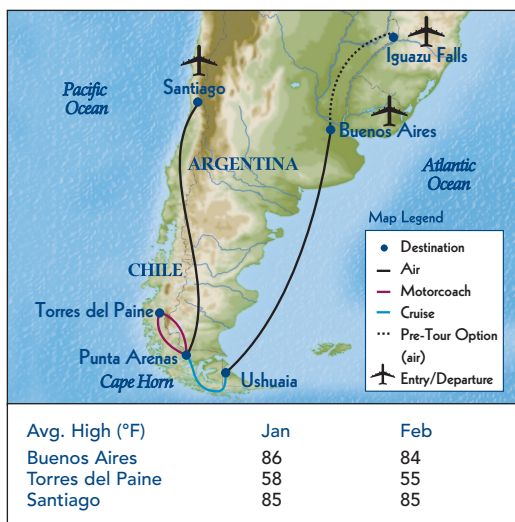 Iguazu Falls
Santiago
Pacific
Ocean
Buenos Aires
ARGENTINA
Atlantic
Ocean
Map Legend
Destination
Air
Motorcoach
Cruise
Pre-Tour Option
(air)
Entry/Departure
CHILE
Torres del Paine
Punta Arenas
Cape Horn
Ushuaia
Avg. High (°F) Jan Feb
Buenos Aires 86 84
Torres del Paine 58 55
Santiago 85 85